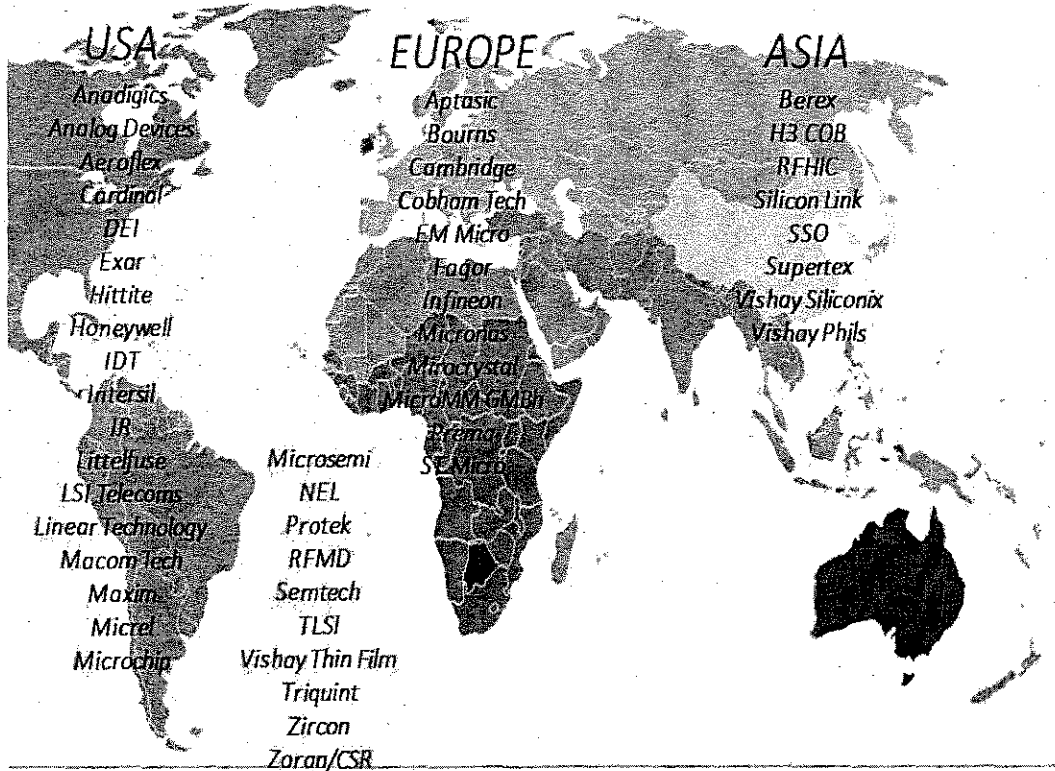 USA
Anadigics
Analog Devices
Aeroflex
Cardinal
DEI
Exar
Hittite
Honeywell
IDT
Intersil
IR
Littelfuse
LSI Telecoms
Linear Technology
Macom Tech
Maxim
Micrel
Microchip
Microsemi
NEL
Protek
RFMD
Semtech
TLSI
Vishay Thin Film
Triquint
Zircon
Zoran/CSR
EUROPE
Aptasic
Bourns
Cambridge
Cobham Tech
EM Micro
Fagor
Infineon
Micronas
Mirocrystal
MicroMM GMBh
Prema
ST Micro
ASIA
Berex
H3 COB
RFHIC
Silicon Link
SSO
Supertex
Vishay Siliconix
Vishay Phils